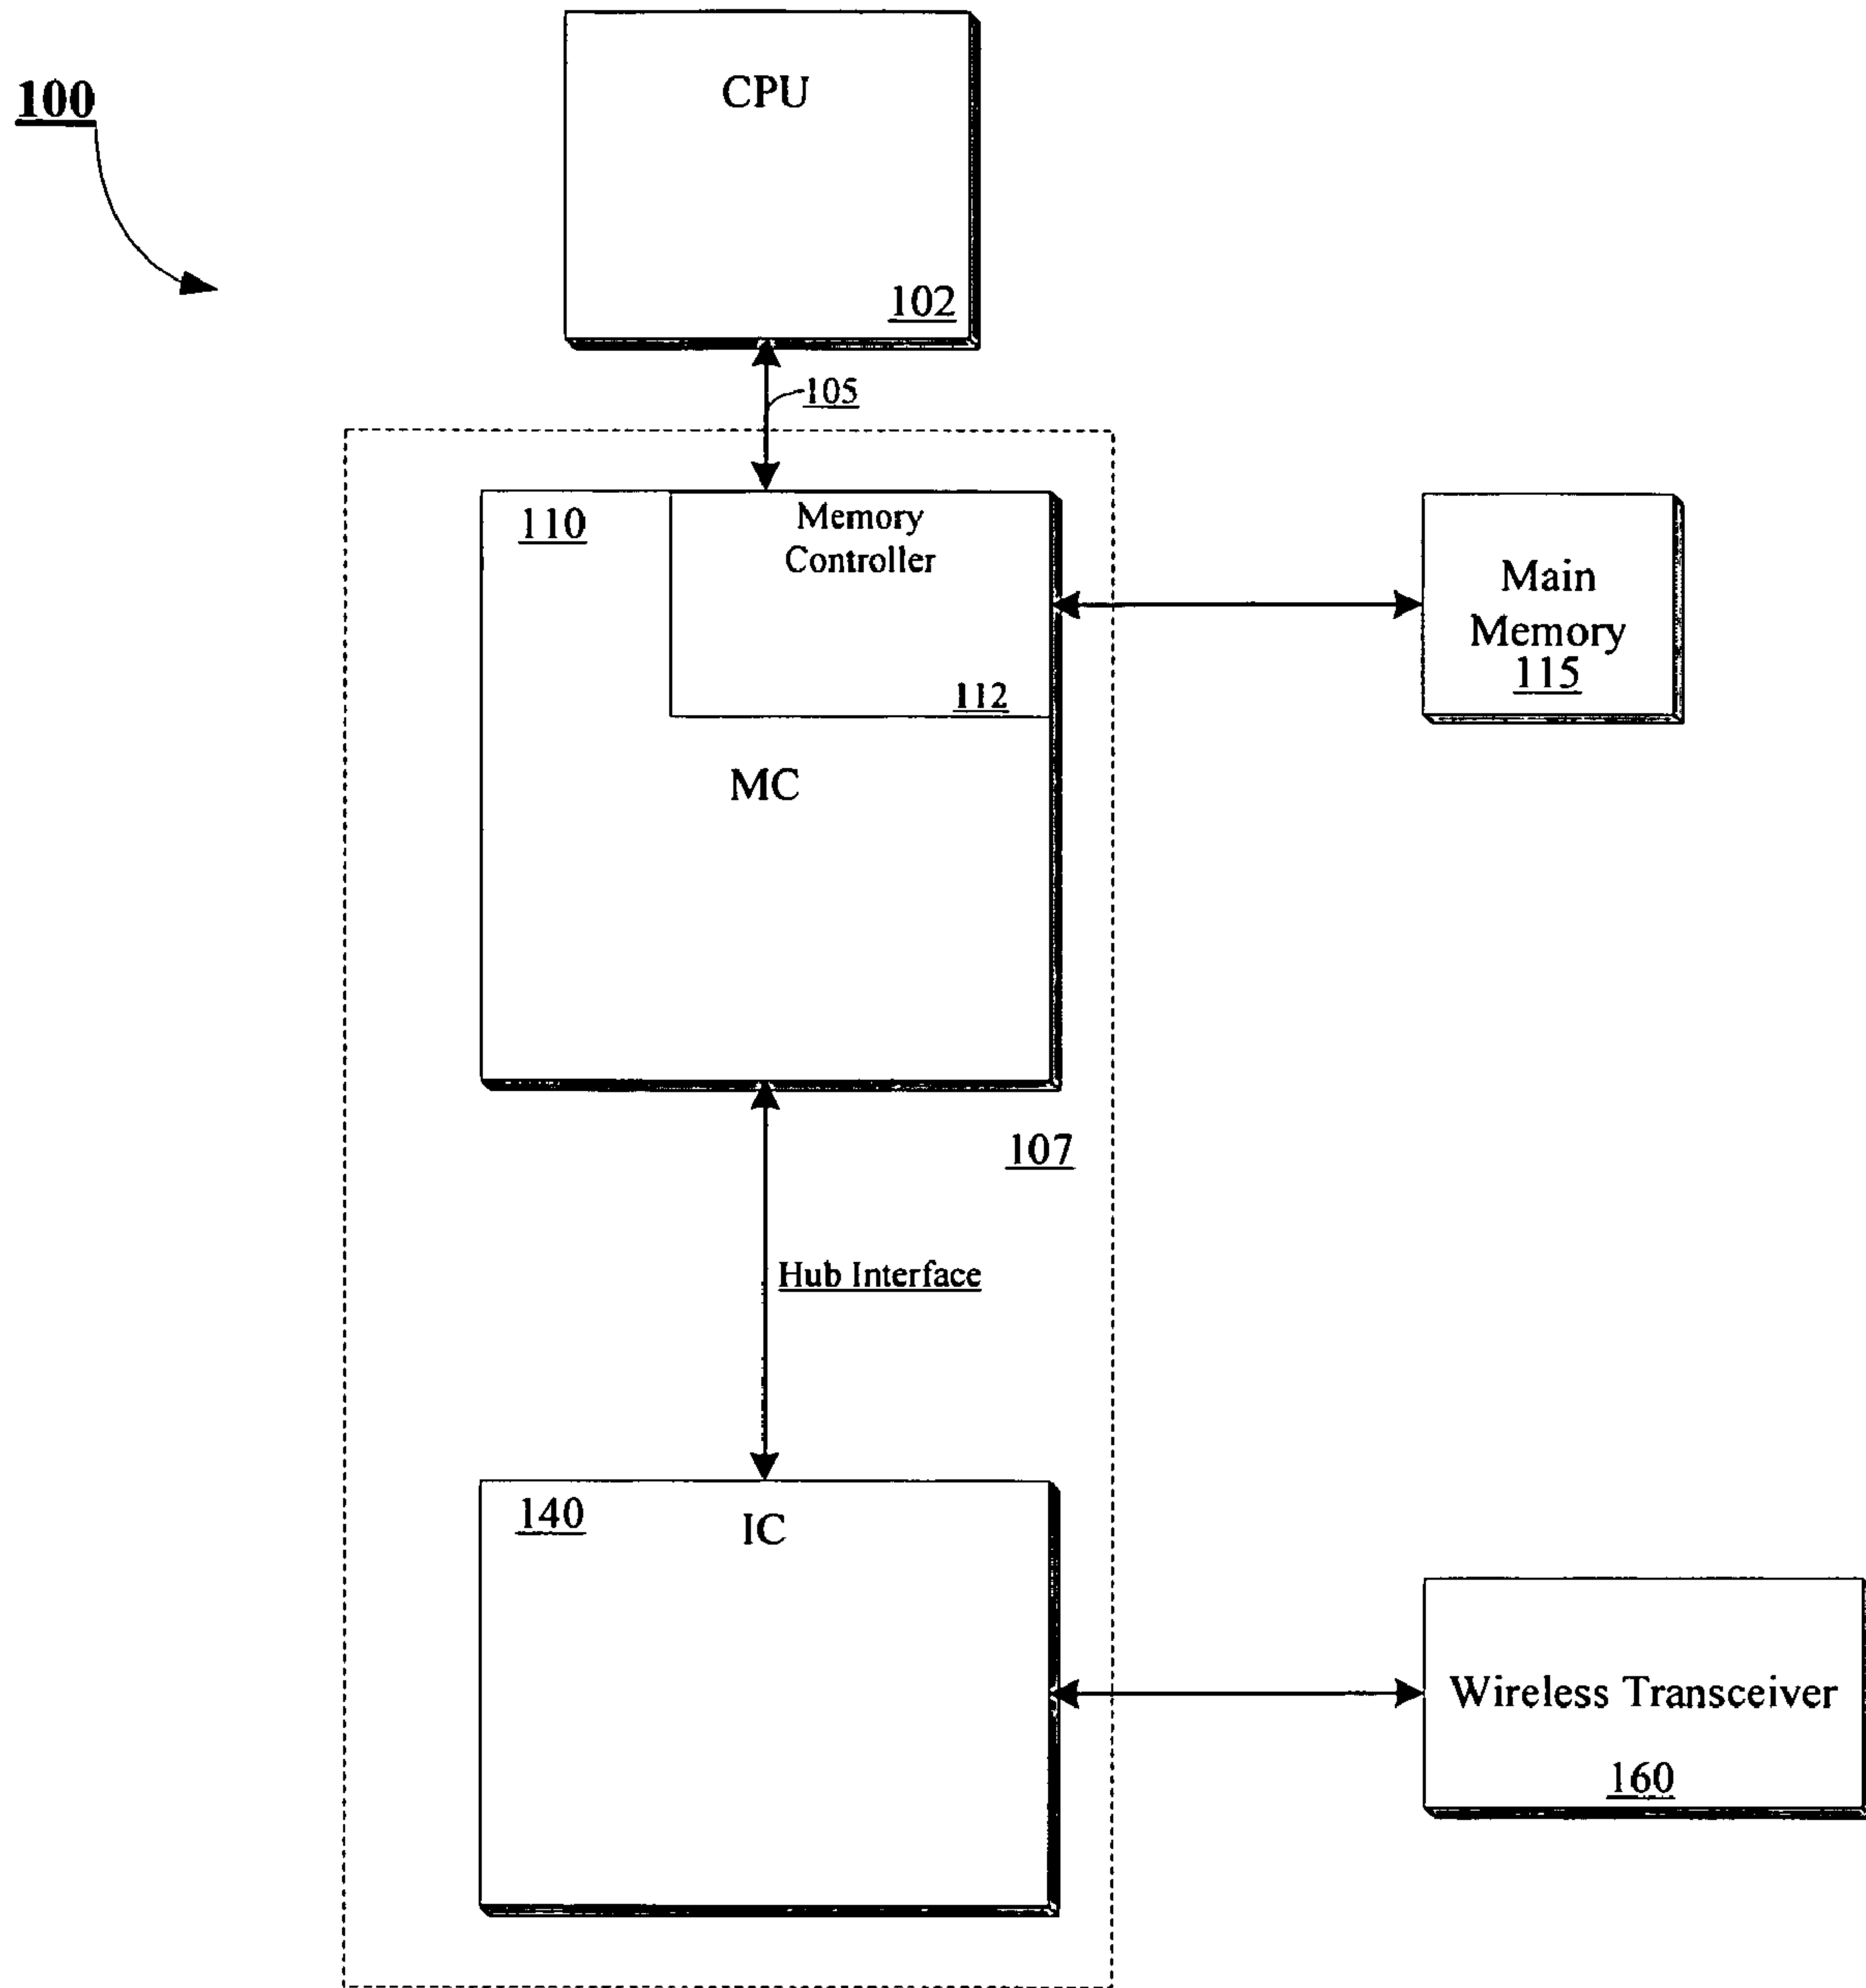 100
CPU
102
105
110
Memory
Controller
112
MC
Main
Memory
115
107
Hub Interface
140
IC
Wireless Transceiver
160